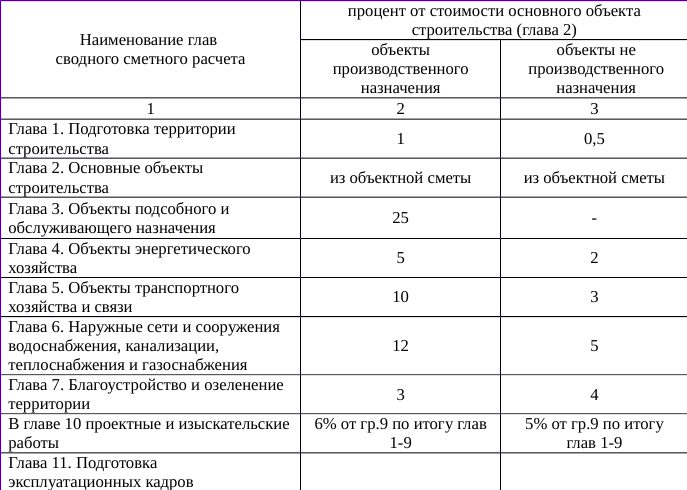 Наименование глав
сводного сметного расчета
процент от стоимости основного объекта
строительства (глава 2)
объекты
производственного
назначения
объекты не
производственного
назначения
1
2
3
Глава 1. Подготовка территории
строительства
1
0,5
Глава 2. Основные объекты
строительства
из объектной сметы
из объектной сметы
Глава 3. Объекты подсобного и
обслуживающего назначения
25
-
Глава 4. Объекты энергетического
хозяйства
5
2
Глава 5. Объекты транспортного
хозяйства и связи
10
3
Глава 6. Наружные сети и сооружения
водоснабжения, канализации,
теплоснабжения и газоснабжения
12
5
Глава 7. Благоустройство и озеленение
территории
3
4
В главе 10 проектные и изыскательские
работы
6% от гр.9 по итогу глав
1-9
5% от гр.9 по итогу
глав 1-9
Глава 11. Подготовка
эксплуатационных кадров